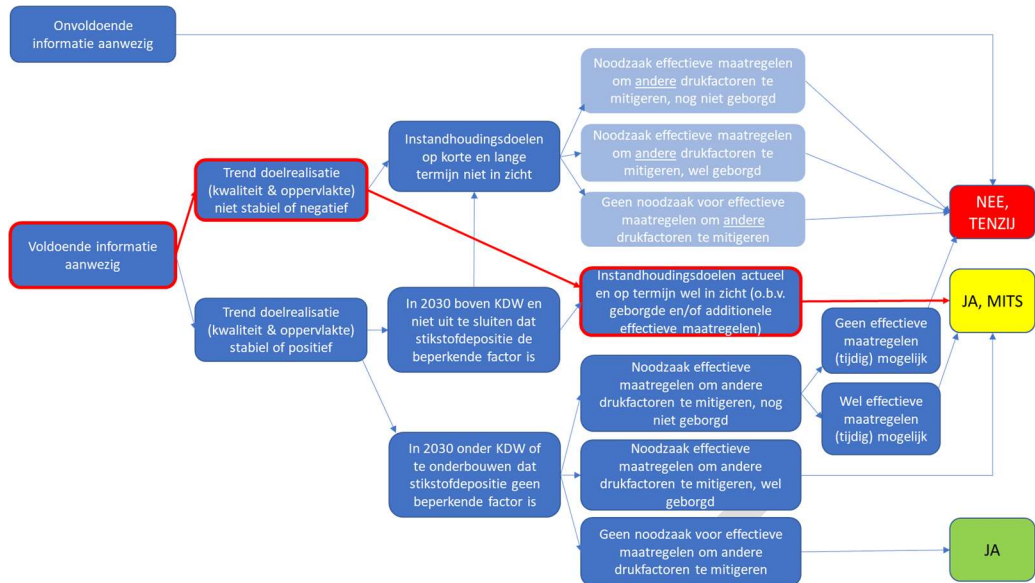 Onvoldoende
informatie aanwezig
Voldoende informatie
aanwezig
Trend doelrealisatie
(kwaliteit & oppervlakte)
niet stabiel of negatief
Trend doelrealisatie
(kwaliteit & oppervlakte)
stabiel of positief
Instandhoudingsdoelen
op korte en lange
termijn niet in zicht
In 2030 boven KDW en
niet uit te sluiten dat
stikstofdepositie de
beperkende factor is
In 2030 onder KDW of
te onderbouwen dat
stikstofdepositie geen
beperkende factor is
Noodzaak effectieve maatregelen
om andere drukfactoren te
mitigeren, nog niet geborgd
Noodzaak effectieve maatregelen
om andere drukfactoren te
mitigeren, wel geborgd
Geen noodzaak voor effectieve
maatregelen om andere
drukfactoren te mitigeren
Instandhoudingsdoelen actueel
en op termijn wel in zicht (o.b.v.
geborgde en/of additionele
effectieve maatregelen)
Noodzaak effectieve
maatregelen om andere
drukfactoren te mitigeren, nog
niet geborgd
Noodzaak effectieve
maatregelen om andere
drukfactoren te mitigeren, wel
geborgd
Geen noodzaak voor effectieve
maatregelen om andere
drukfactoren te mitigeren
Geen effectieve
maatregelen
(tijdig) mogelijk
Wel effectieve
maatregelen
(tijdig) mogelijk
NEE,
TENZIJ
JA, MITS
JA